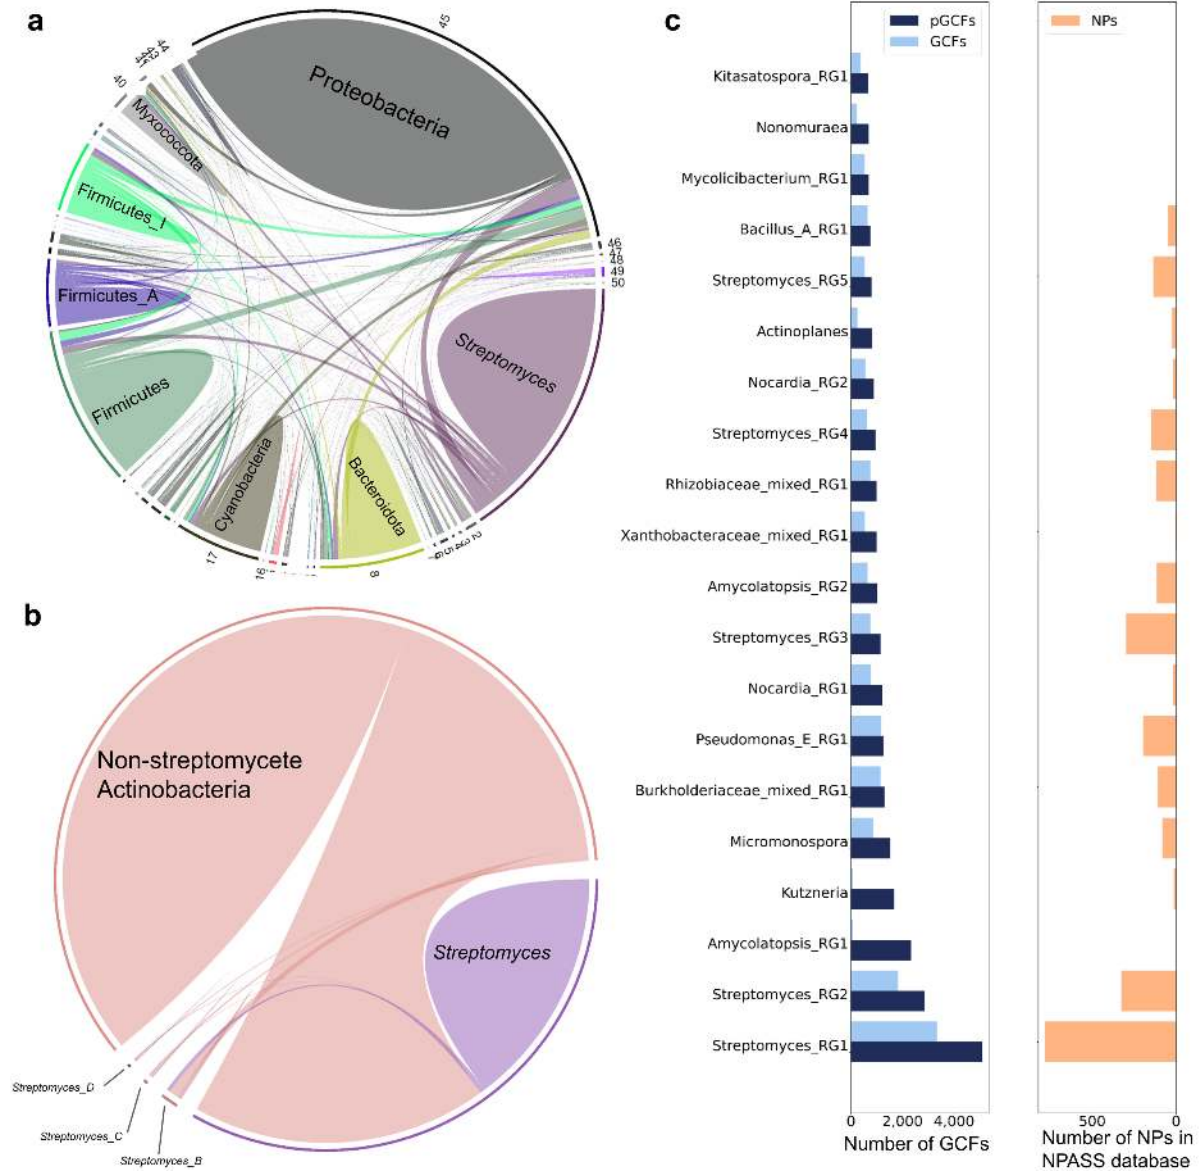 a
45
40
Proteobacteria
Myxococcota
Firmicutes_I
Firmicutes_A
Firmicutes
Cyanobacteria
Bacteroidota
Streptomyces
46
47
48
49
50
17
16
8
2
b
Non-streptomycete
Actinobacteria
Streptomyces
Streptomyces_D
Streptomyces_C
Streptomyces_B
c
pGCFs
GCFs
NPs
Kitasatospora_RG1
Nonomuraea
Mycolicibacterium_RG1
Bacillus_A_RG1
Streptomyces_RG5
Actinoplanes
Nocardia_RG2
Streptomyces_RG4
Rhizobiaceae_mixed_RG1
Xanthobacteraceae_mixed_RG1
Amycolatopsis_RG2
Streptomyces_RG3
Nocardia_RG1
Pseudomonas_E_RG1
Burkholderiaceae_mixed_RG1
Micromonospora
Kutzneria
Amycolatopsis_RG1
Streptomyces_RG2
Streptomyces_RG1
0 2,000 4,000
Number of GCFs
500 0
Number of NPs in
NPASS database